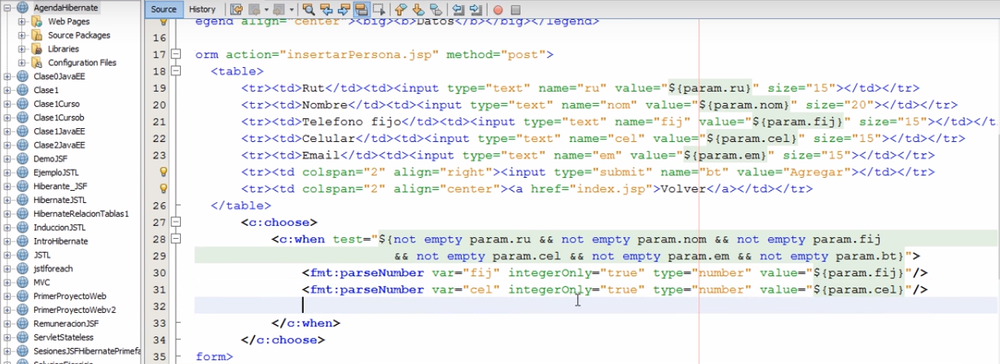 AgendaHibernate
Web Pages
Source Packages
Libraries
Configuration Files
Clase0JavaEE
Clase1
Clase1Curso
Clase1Cursob
Clase1JavaEE
Clase2JavaEE
DemoJSF
EjemploJSTL
Hiberante_JSF
HibernateJSTL
HibernateRelacionTablas1
InduccionJSTL
IntroHibernate
JSTL
jstlforeach
MVC
PrimerProyectoWeb
PrimerProyectoWebv2
RemuneracionJSF
ServletStateless
SesionesJSFHibernatePrimefa
Source History
egend align="center"><big><b>Datos</b></big></legend>
16
17 orm action="insertarPersona.jsp" method="post">
18 <table>
19 <tr><td>Rut</td><td><input type="text" name="ru" value="${param.ru}" size="15"></td></tr>
20 <tr><td>Nombre</td><td><input type="text" name="nom" value="${param.nom}" size="20"></td></tr>
21 <tr><td>Telefono fijo</td><td><input type="text" name="fij" value="${param.fij}" size="15"></td></t
22 <tr><td>Celular</td><td><input type="text" name="cel" value="${param.cel}" size="15"></td></tr>
23 <tr><td>Email</td><td><input type="text" name="em" value="${param.em}" size="15"></td></tr>
<tr><td colspan="2" align="right"><input type="submit" name="bt" value="Agregar"></td></tr>
<tr><td colspan="2" align="center"><a href="index.jsp">Volver</a></td></tr>
26 </table>
27 <c:choose>
28 <c:when test="${not empty param.ru && not empty param.nom && not empty param.fij
29 && not empty param.cel && not empty param.em && not empty param.bt}">
30 <fmt:parseNumber var="fij" integerOnly="true" type="number" value="${param.fij}"/>
31 <fmt:parseNumber var="cel" integerOnly="true" type="number" value="${param.cel}"/>
32
33 </c:when>
34 </c:choose>
35 form>